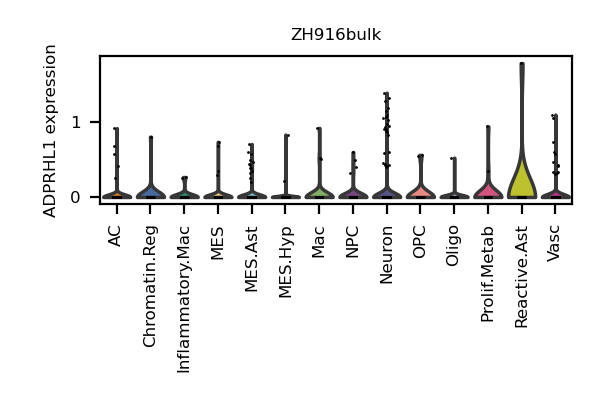 ZH916bulk
ADPRHL1 expression
1
0
AC
Chromatin.Reg
Inflammatory.Mac
MES
MES.Ast
MES.Hyp
Mac
NPC
Neuron
OPC
Oligo
Prolif.Metab
Reactive.Ast
Vasc